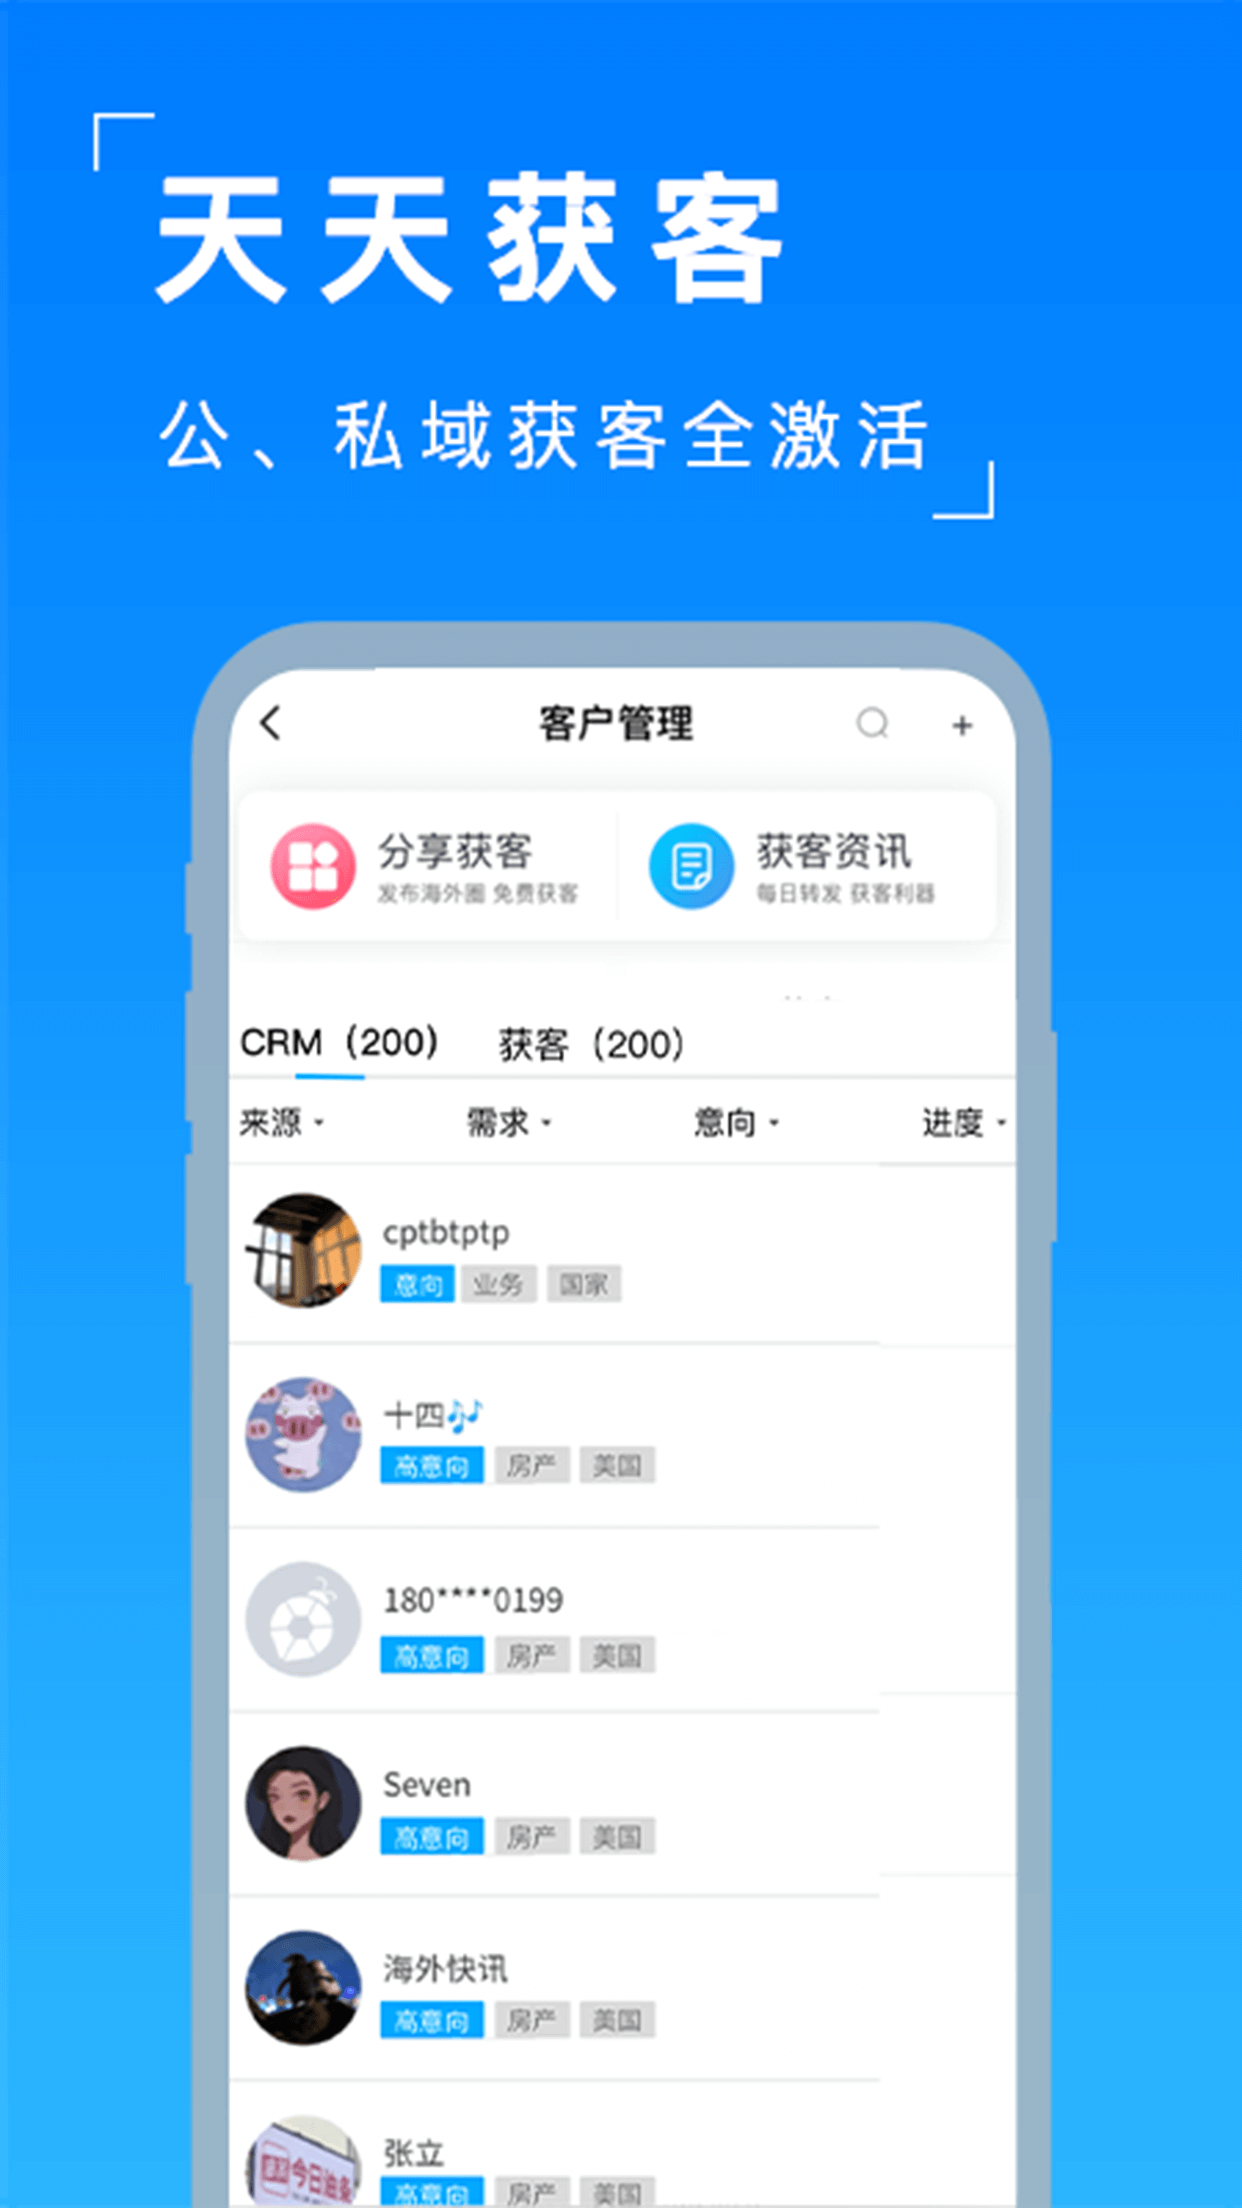 天天获客
公、私域获客全激活
客户管理
分享获客 获客资讯
发布海外圈 免费获客 每日转发 获客利器
CRM（200） 获客（200）
来源 需求 意向 进度
cptbtptp
意向 业务 国家
十四🎶
高意向 房产 美国
180****0199
高意向 房产 美国
Seven
高意向 房产 美国
海外快讯
高意向 房产 美国
张立
今日油条
高意向 房产 美国